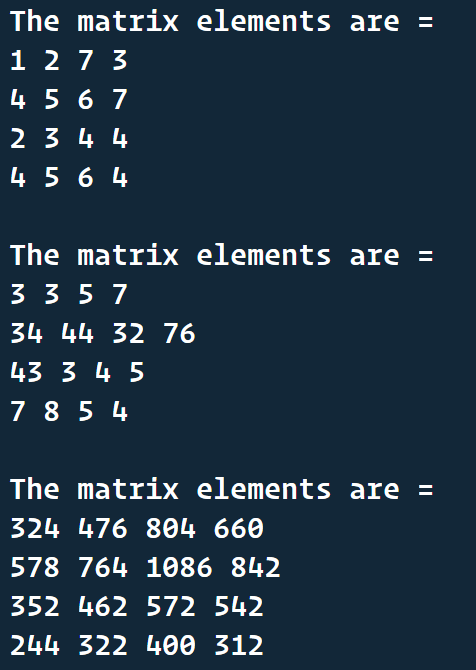 The matrix elements are =
1 2 7 3
4 5 6 7
2 3 4 4
4 5 6 4

The matrix elements are =
3 3 5 7
34 44 32 76
43 3 4 5
7 8 5 4

The matrix elements are =
324 476 804 660
578 764 1086 842
352 462 572 542
244 322 400 312